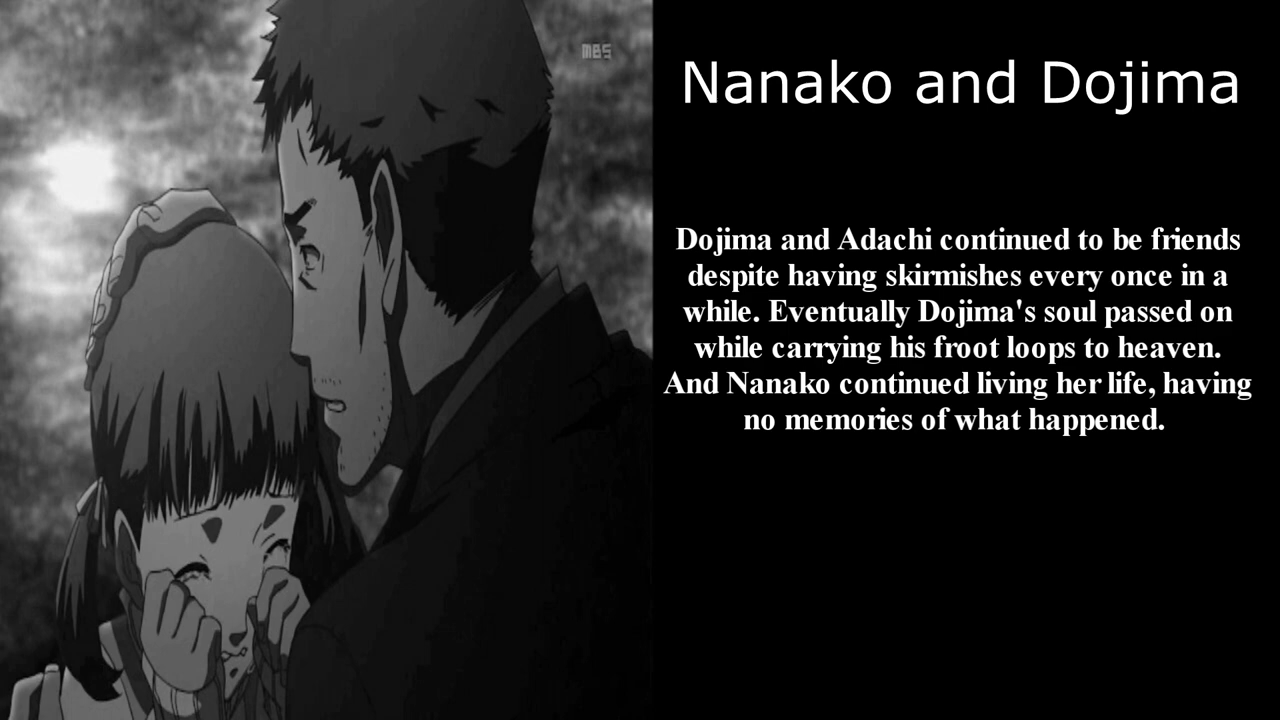 MBS
Nanako and Dojima
Dojima and Adachi continued to be friends
despite having skirmishes every once in a
while. Eventually Dojima's soul passed on
while carrying his froot loops to heaven.
And Nanako continued living her life, having
no memories of what happened.